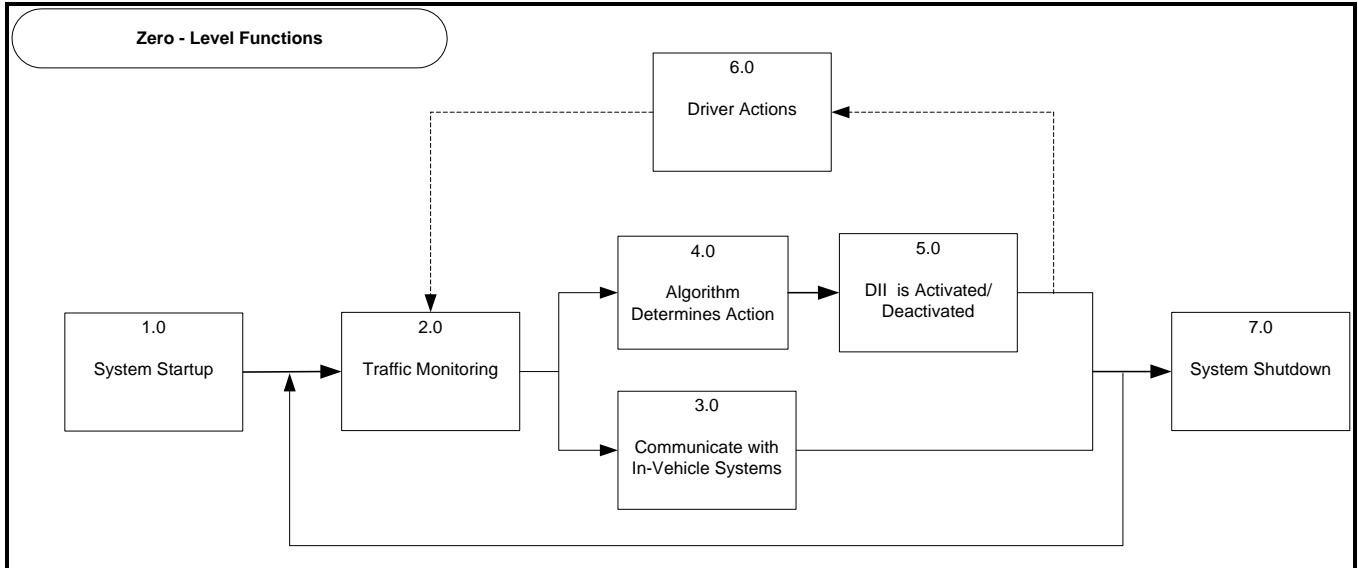 Zero - Level Functions
6.0
Driver Actions
4.0
Algorithm
Determines Action
5.0
DII is Activated/
Deactivated
1.0
System Startup
2.0
Traffic Monitoring
7.0
System Shutdown
3.0
Communicate with
In-Vehicle Systems